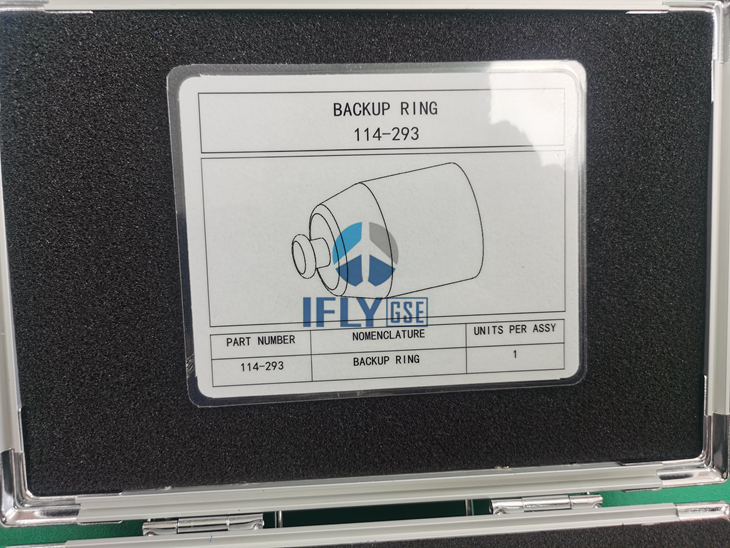 BACKUP RING
114-293
IFLY GSE
PART NUMBER NOMENCLATURE UNITS PER ASSY
114-293 BACKUP RING 1